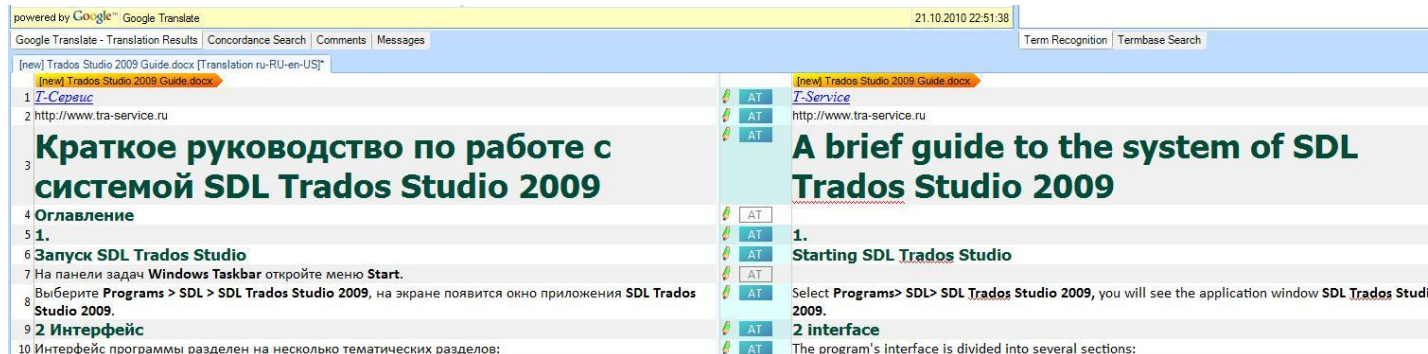 powered by Google™ Google Translate 21.10.2010 22:51:38
Google Translate - Translation Results Concordance Search Comments Messages Term Recognition Termbase Search
[new] Trados Studio 2009 Guide.docx [Translation ru-RU-en-US]*
[new] Trados Studio 2009 Guide.docx [new] Trados Studio 2009 Guide.docx
1 Т-Сервис AT T-Service
2 http://www.tra-service.ru AT http://www.tra-service.ru
3 Краткое руководство по работе с AT A brief guide to the system of SDL
системой SDL Trados Studio 2009 Trados Studio 2009
4 Оглавление AT
5 1. AT 1.
6 Запуск SDL Trados Studio AT Starting SDL Trados Studio
7 На панели задач Windows Taskbar откройте меню Start. AT
8 Выберите Programs > SDL > SDL Trados Studio 2009, на экране появится окно приложения SDL Trados AT Select Programs> SDL> SDL Trados Studio 2009, you will see the application window SDL Trados Studi
Studio 2009. 2009.
9 2 Интерфейс AT 2 interface
10 Интерфейс программы разделен на несколько тематических разделов: AT The program's interface is divided into several sections: